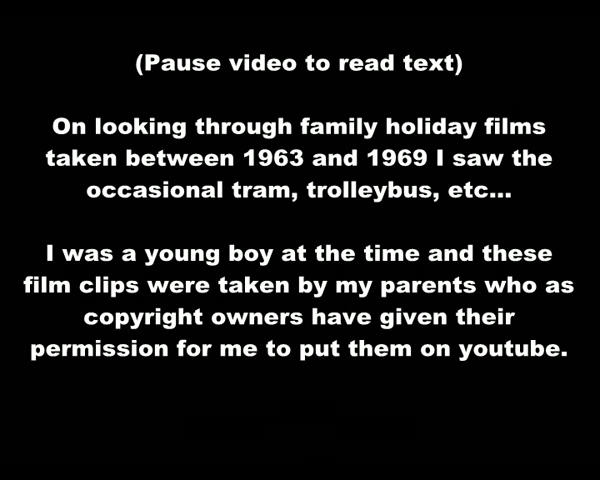 (Pause video to read text)
On looking through family holiday films
taken between 1963 and 1969 I saw the
occasional tram, trolleybus, etc...
I was a young boy at the time and these
film clips were taken by my parents who as
copyright owners have given their
permission for me to put them on youtube.